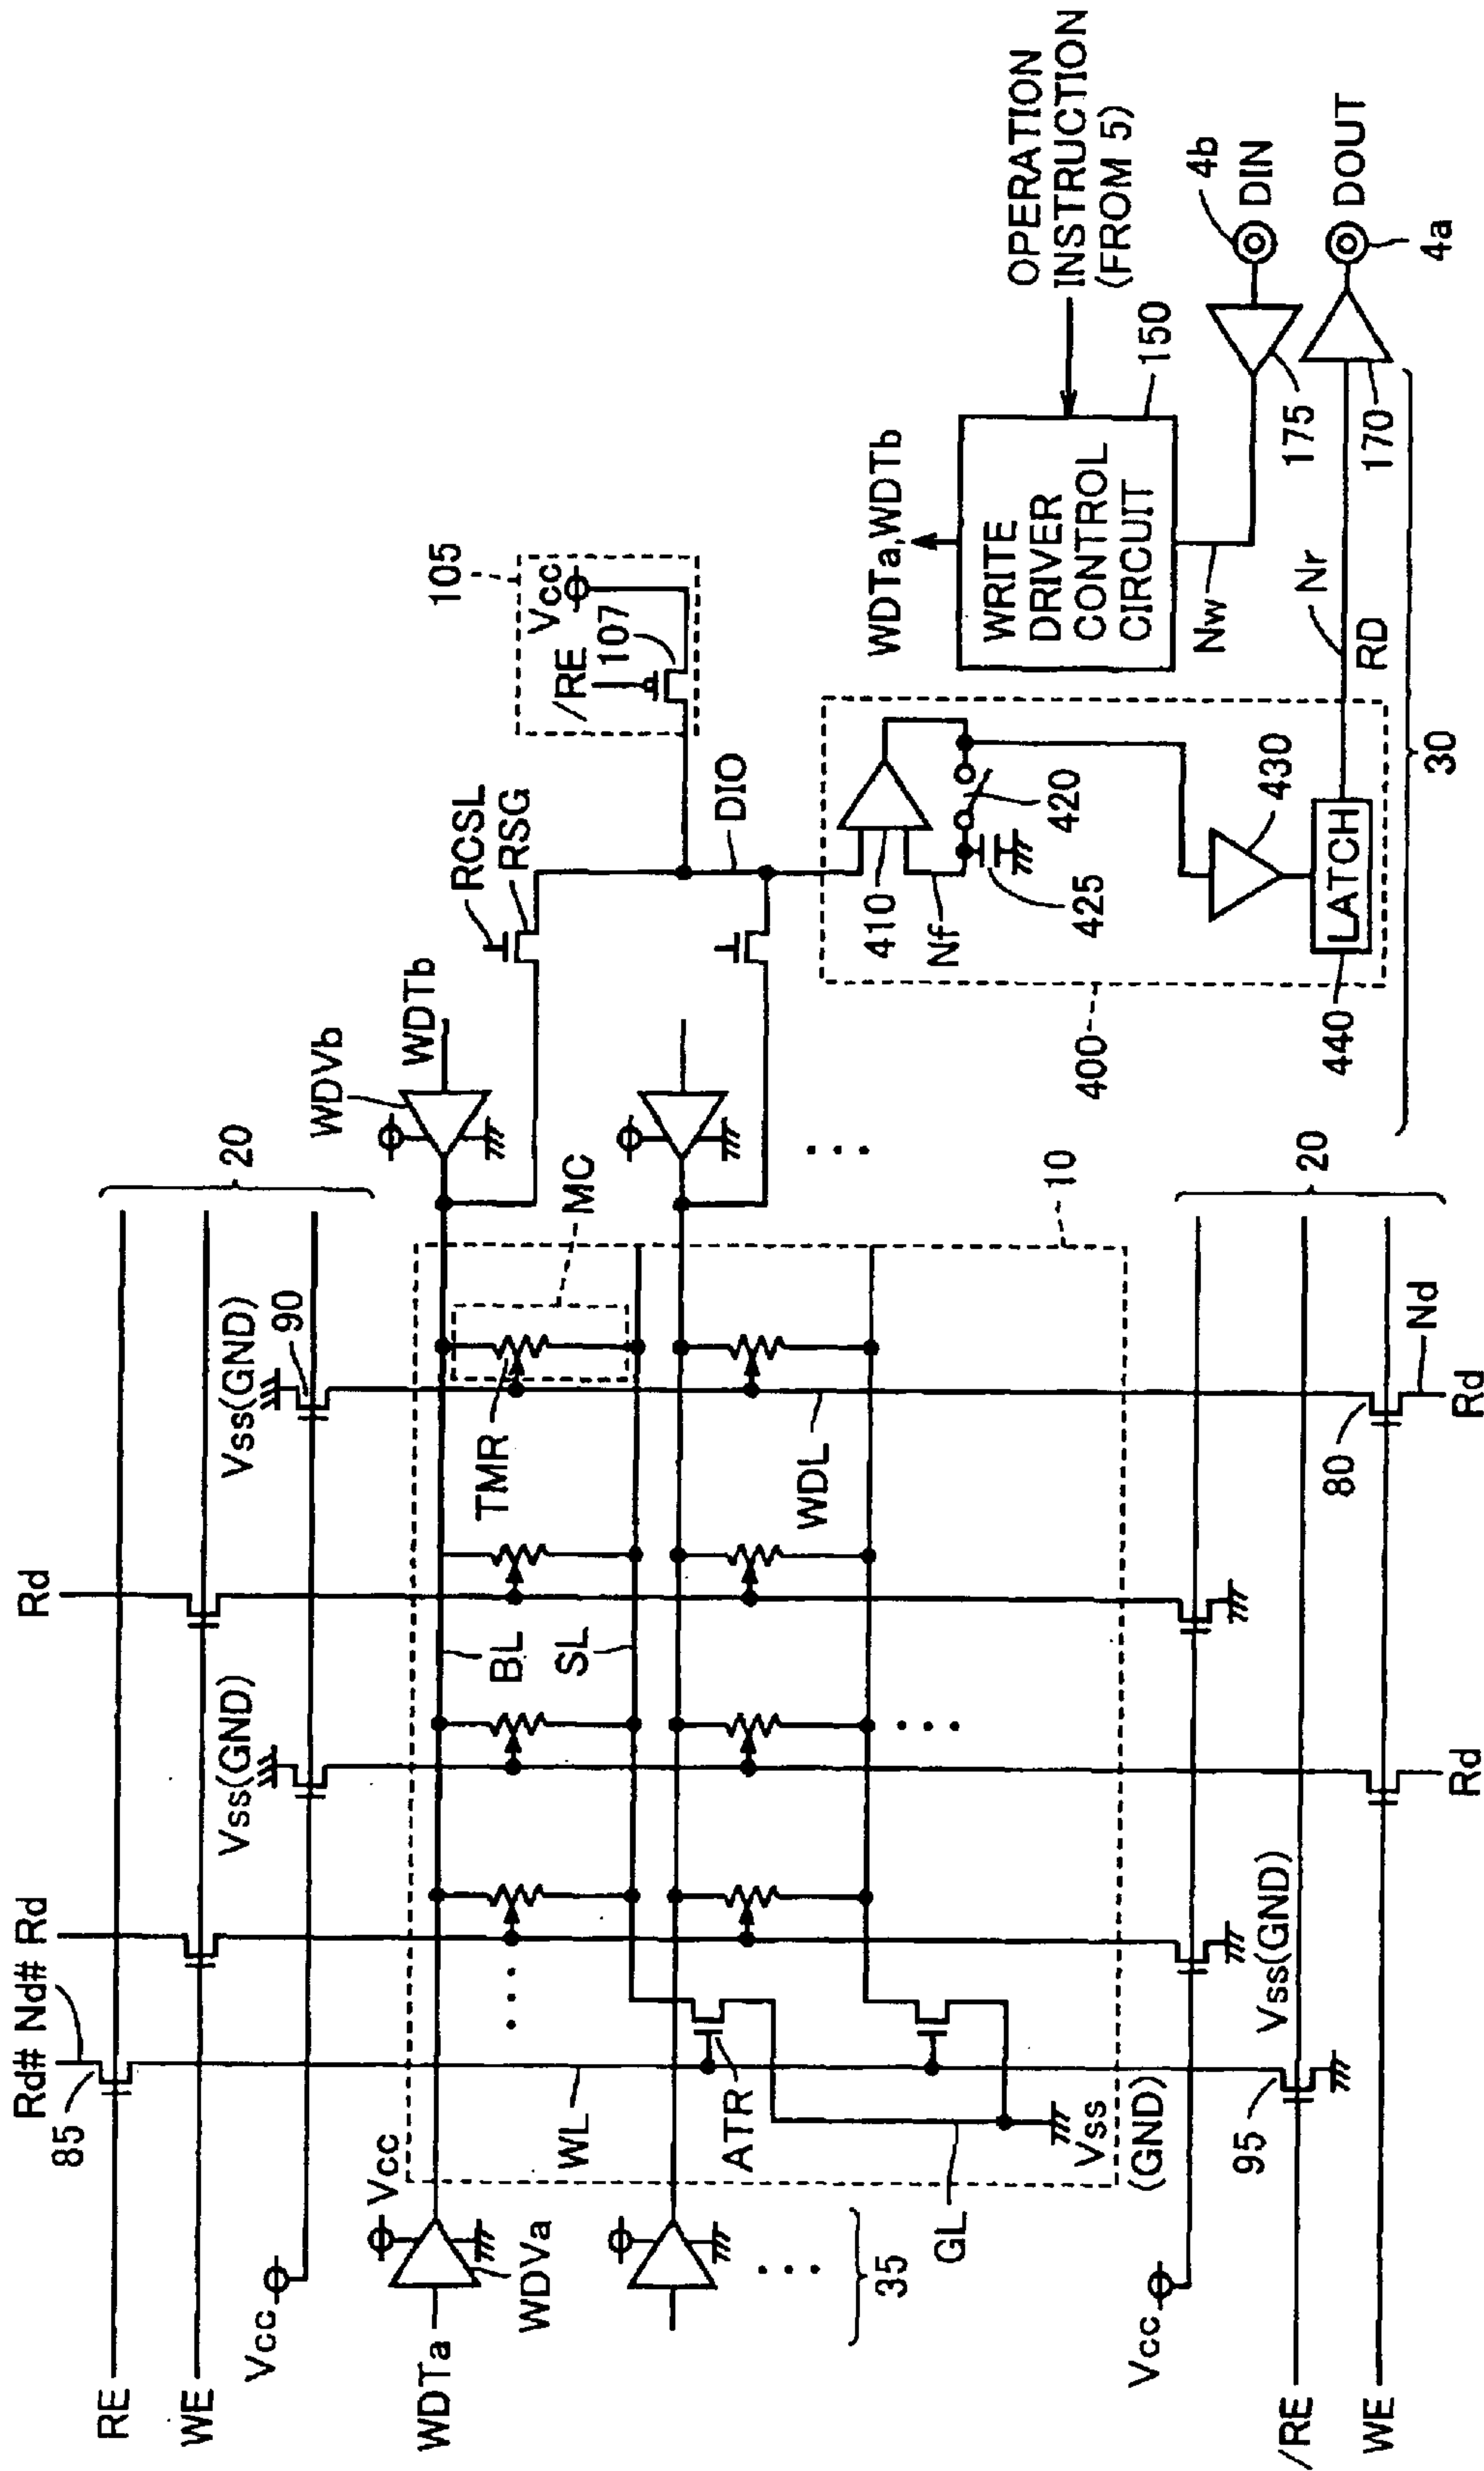 RE
WE
Vcc
Rd# Nd# Rd
85
Vss(GND)
Rd
Vss(GND)
90
20
WDTa
WDVa
Vcc
35
WL
ATR
GL
Vss
(GND)
BL
SL
TMR
MC
WDL
10
WDVb
WDTb
RCSL
RSG
DIO
105
Vcc
/RE
107
Vcc
/RE
WE
95
Vss(GND)
Rd
80
Nd
Rd
20
400
410
Nf
420
425
430
440
LATCH
30
WDTa,WDTb
WRITE
DRIVER
CONTROL
CIRCUIT
150
OPERATION
INSTRUCTION
(FROM 5)
Nw
Nr
RD
175
170
4b
DIN
DOUT
4a